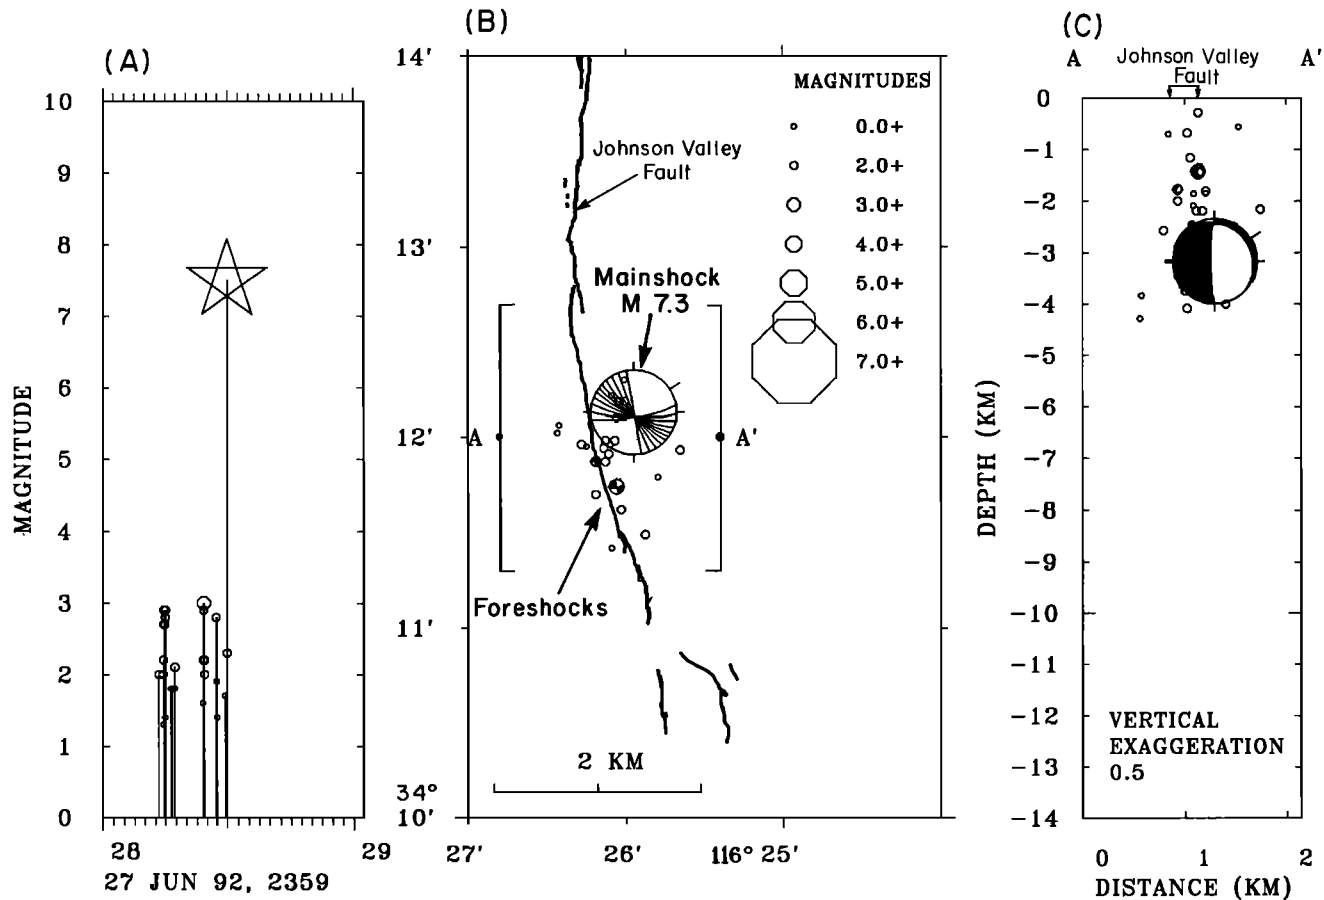 (A)
10
9
8
7
6
5
4
3
2
1
0
MAGNITUDE
28
29
27 JUN 92, 2359
(B)
14'
13'
12'
11'
34°
10'
27'
26'
116° 25'
MAGNITUDES
0.0+
2.0+
3.0+
4.0+
5.0+
6.0+
7.0+
Johnson Valley
Fault
Mainshock
M 7.3
A
A'
Foreshocks
2 KM
(C)
A
Johnson Valley
Fault
A'
0
-1
-2
-3
-4
-5
-6
-7
-8
-9
-10
-11
-12
-13
-14
DEPTH (KM)
VERTICAL
EXAGGERATION
0.5
0
1
2
DISTANCE (KM)